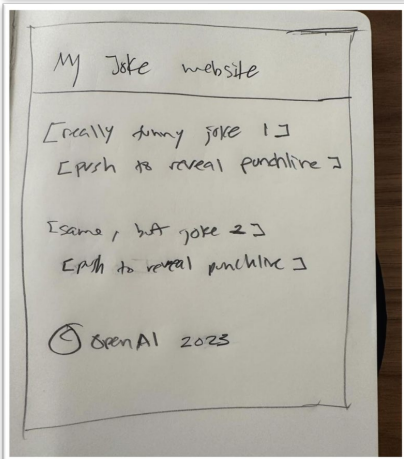 My Joke website
[really funny joke 1]
[push to reveal punchline]
[same, but joke 2]
[push to reveal punchline]
© OpenAI 2023